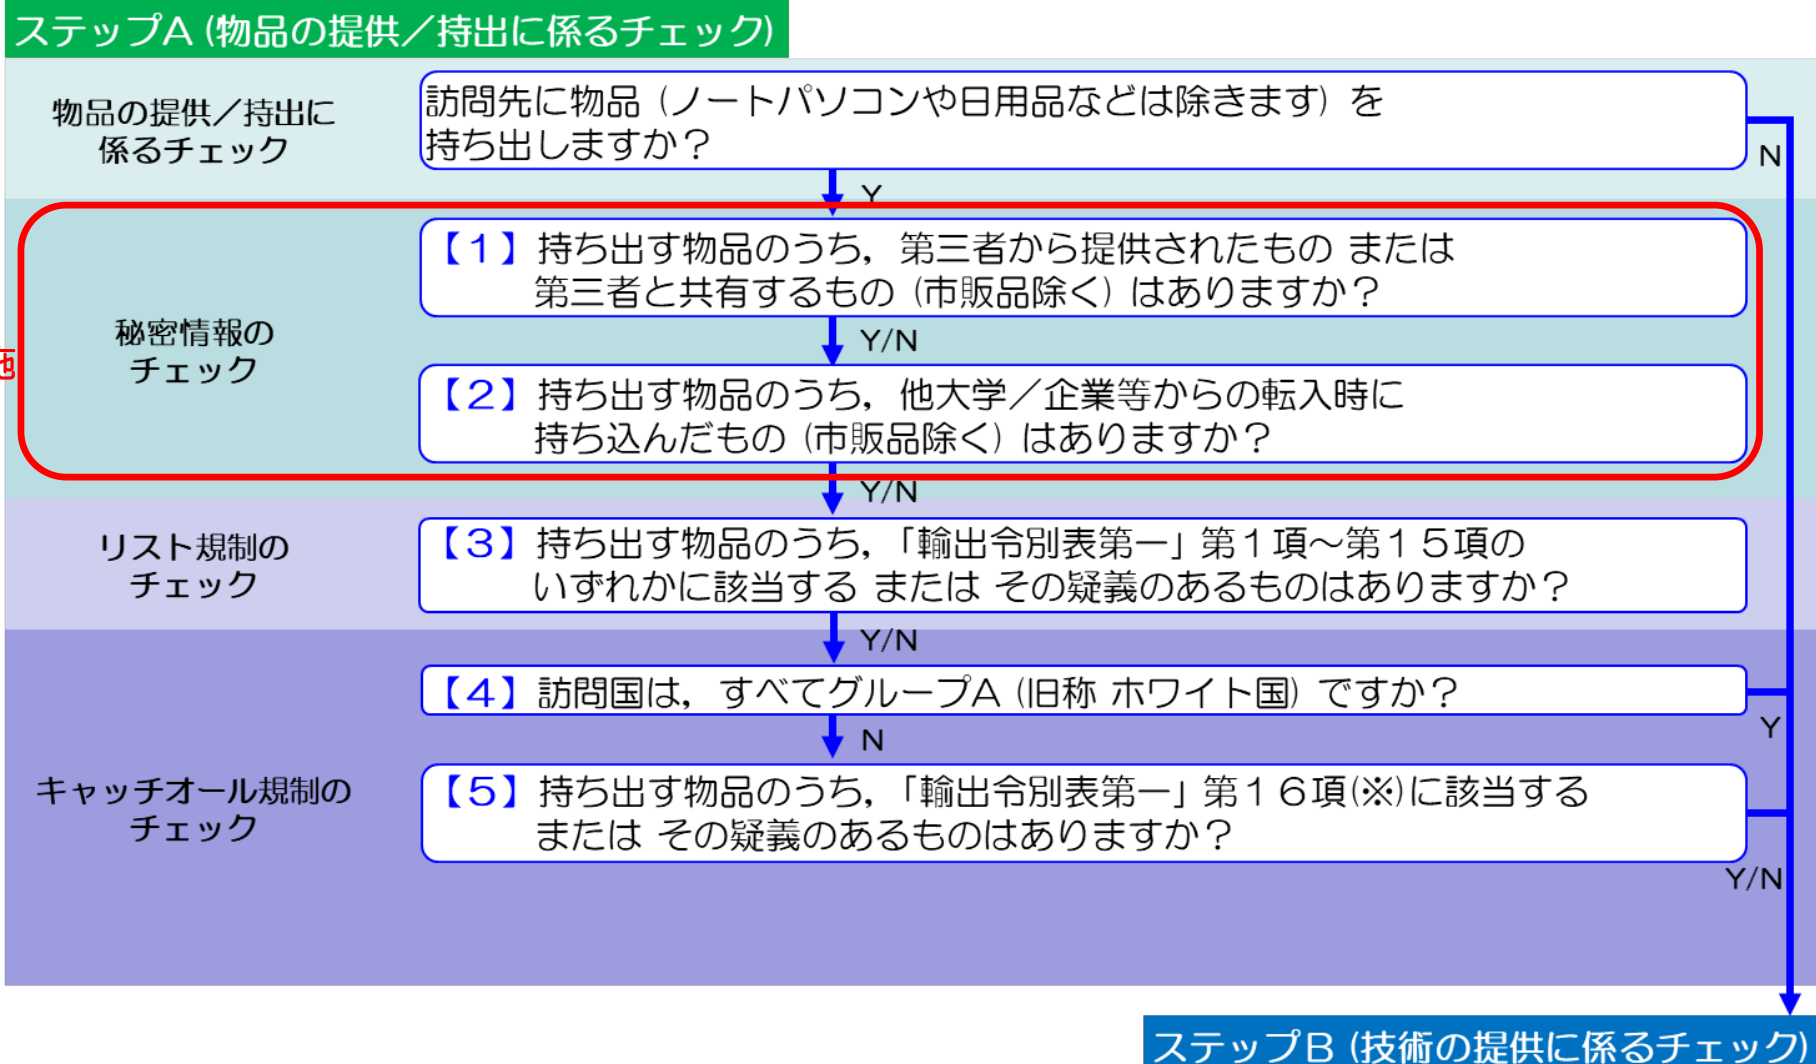 ステップA (物品の提供／持出に係るチェック)
物品の提供／持出に
係るチェック
訪問先に物品 (ノートパソコンや日用品などは除きます) を
持ち出しますか？
N
Y
秘密情報の
チェック
【1】持ち出す物品のうち，第三者から提供されたもの または
第三者と共有するもの (市販品除く) はありますか？
Y/N
【2】持ち出す物品のうち，他大学／企業等からの転入時に
持ち込んだもの (市販品除く) はありますか？
Y/N
リスト規制の
チェック
【3】持ち出す物品のうち，「輸出令別表第一」第１項～第１５項の
いずれかに該当する または その疑義のあるものはありますか？
Y/N
キャッチオール規制の
チェック
【4】訪問国は，すべてグループA (旧称 ホワイト国) ですか？
Y
N
【5】持ち出す物品のうち，「輸出令別表第一」第１６項(※)に該当する
または その疑義のあるものはありますか？
Y/N
ステップB (技術の提供に係るチェック)